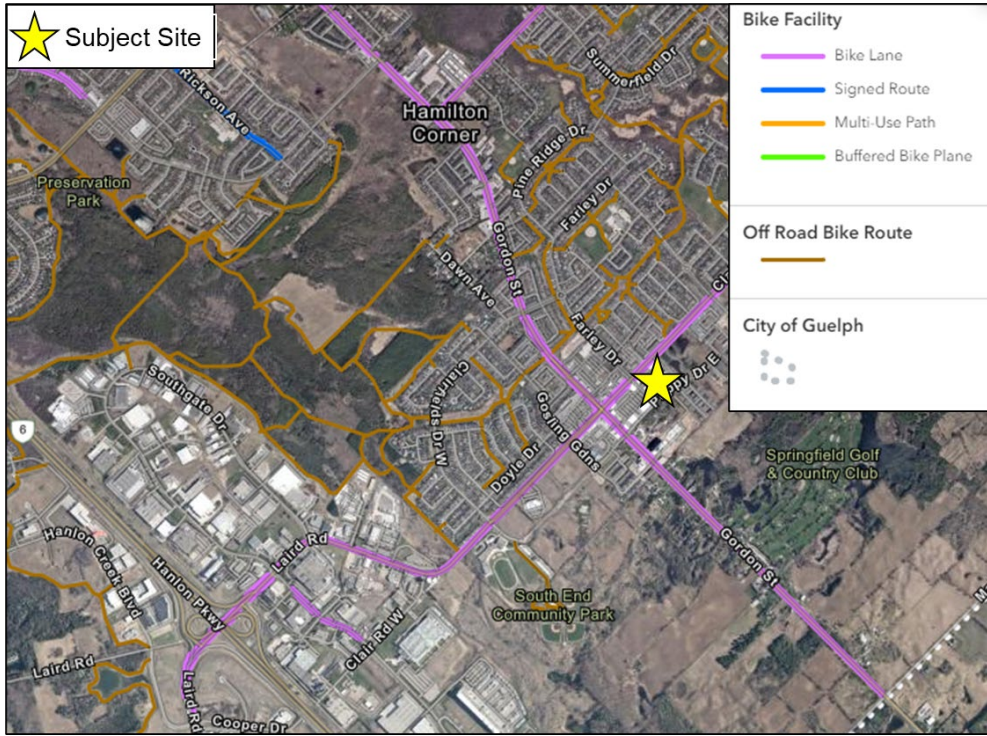 Subject Site
Bike Facility
Bike Lane
Signed Route
Multi-Use Path
Buffered Bike Plane
Off Road Bike Route
City of Guelph
Summerfield Dr
Rickson Ave
Hamilton
Corner
Pine Ridge Dr
Preservation
Park
Farley Dr
Gordon St
Dawn Ave
Farley Dr
Clairfields Dr W
Southgate Dr
6
Gosling Gdns
Doyle Dr
Springfield Golf
& Country Club
Hanlon Creek Blvd
Laird Rd
Hanlon Pkwy
Gordon St
South End
Community Park
Clair Rd W
Laird Rd
Laird Rd
Cooper Dr